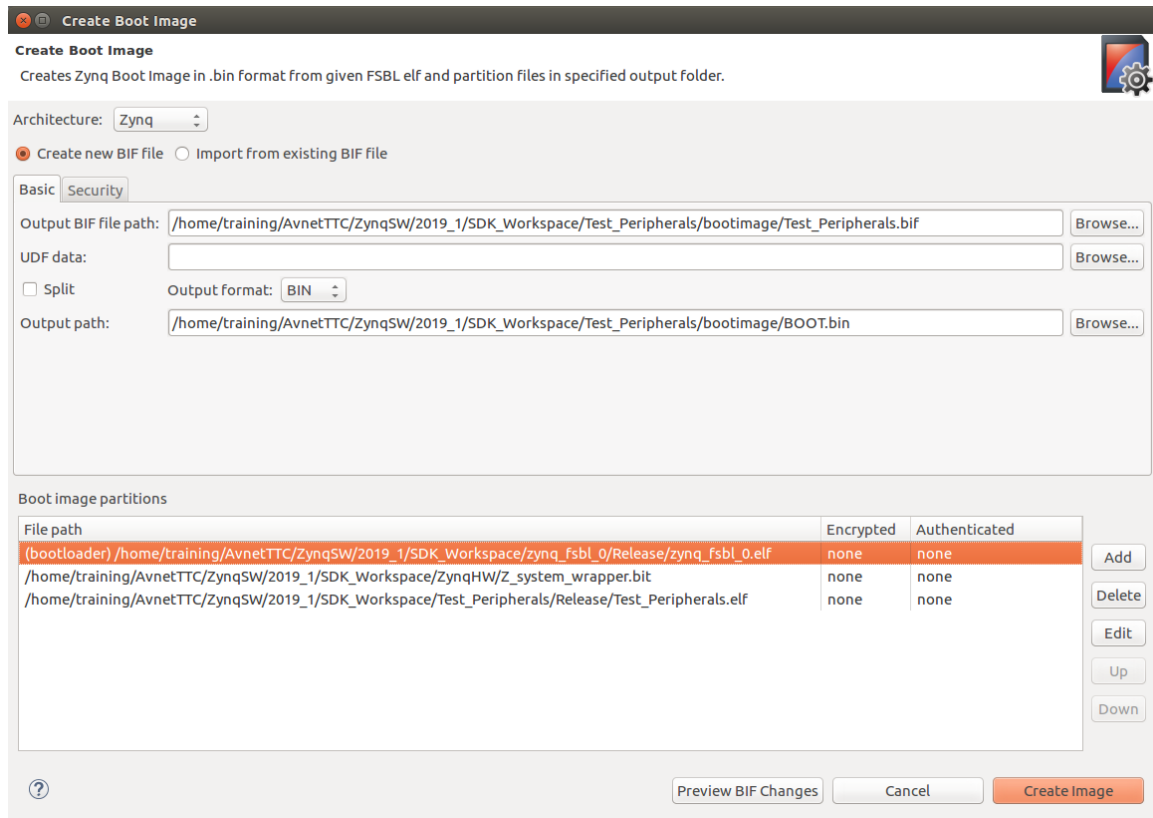 Create Boot Image
Create Boot Image
Creates Zynq Boot Image in .bin format from given FSBL elf and partition files in specified output folder.
Architecture: Zynq
Create new BIF file Import from existing BIF file
Basic Security
Output BIF file path: /home/training/AvnetTTC/ZynqSW/2019_1/SDK_Workspace/Test_Peripherals/bootimage/Test_Peripherals.bif Browse...
UDF data: Browse...
Split Output format: BIN
Output path: /home/training/AvnetTTC/ZynqSW/2019_1/SDK_Workspace/Test_Peripherals/bootimage/BOOT.bin Browse...
Boot image partitions
File path Encrypted Authenticated
(bootloader) /home/training/AvnetTTC/ZynqSW/2019_1/SDK_Workspace/zynq_fsbl_0/Release/zynq_fsbl_0.elf none none
/home/training/AvnetTTC/ZynqSW/2019_1/SDK_Workspace/ZynqHW/Z_system_wrapper.bit none none
/home/training/AvnetTTC/ZynqSW/2019_1/SDK_Workspace/Test_Peripherals/Release/Test_Peripherals.elf none none
Add
Delete
Edit
Up
Down
? Preview BIF Changes Cancel Create Image